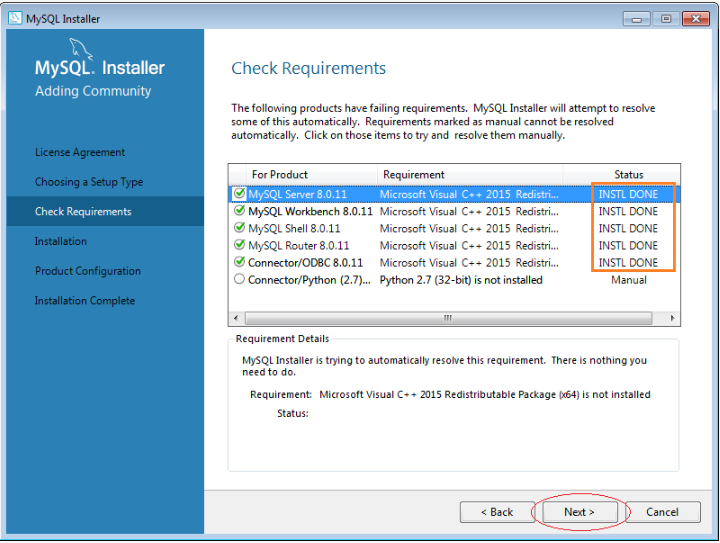 MySQL Installer
MySQL. Installer
Adding Community
License Agreement
Choosing a Setup Type
Check Requirements
Installation
Product Configuration
Installation Complete
Check Requirements
The following products have failing requirements. MySQL Installer will attempt to resolve
some of this automatically. Requirements marked as manual cannot be resolved
automatically. Click on those items to try and resolve them manually.
For Product Requirement Status
MySQL Server 8.0.11 Microsoft Visual C++ 2015 Redistri... INSTL DONE
MySQL Workbench 8.0.11 Microsoft Visual C++ 2015 Redistri... INSTL DONE
MySQL Shell 8.0.11 Microsoft Visual C++ 2015 Redistri... INSTL DONE
MySQL Router 8.0.11 Microsoft Visual C++ 2015 Redistri... INSTL DONE
Connector/ODBC 8.0.11 Microsoft Visual C++ 2015 Redistri... INSTL DONE
Connector/Python (2.7)... Python 2.7 (32-bit) is not installed Manual
Requirement Details
MySQL Installer is trying to automatically resolve this requirement. There is nothing you
need to do.
Requirement: Microsoft Visual C++ 2015 Redistributable Package (x64) is not installed
Status:
< Back Next > Cancel